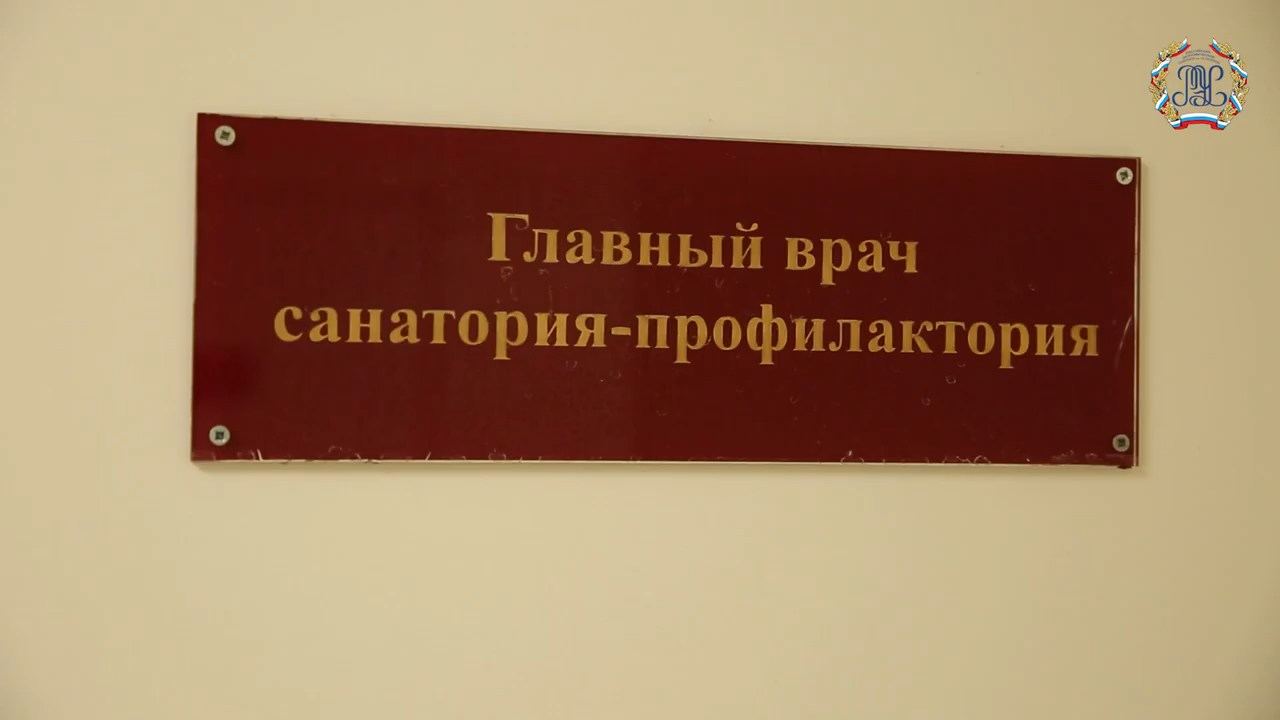 Главный врач
санатория-профилактория